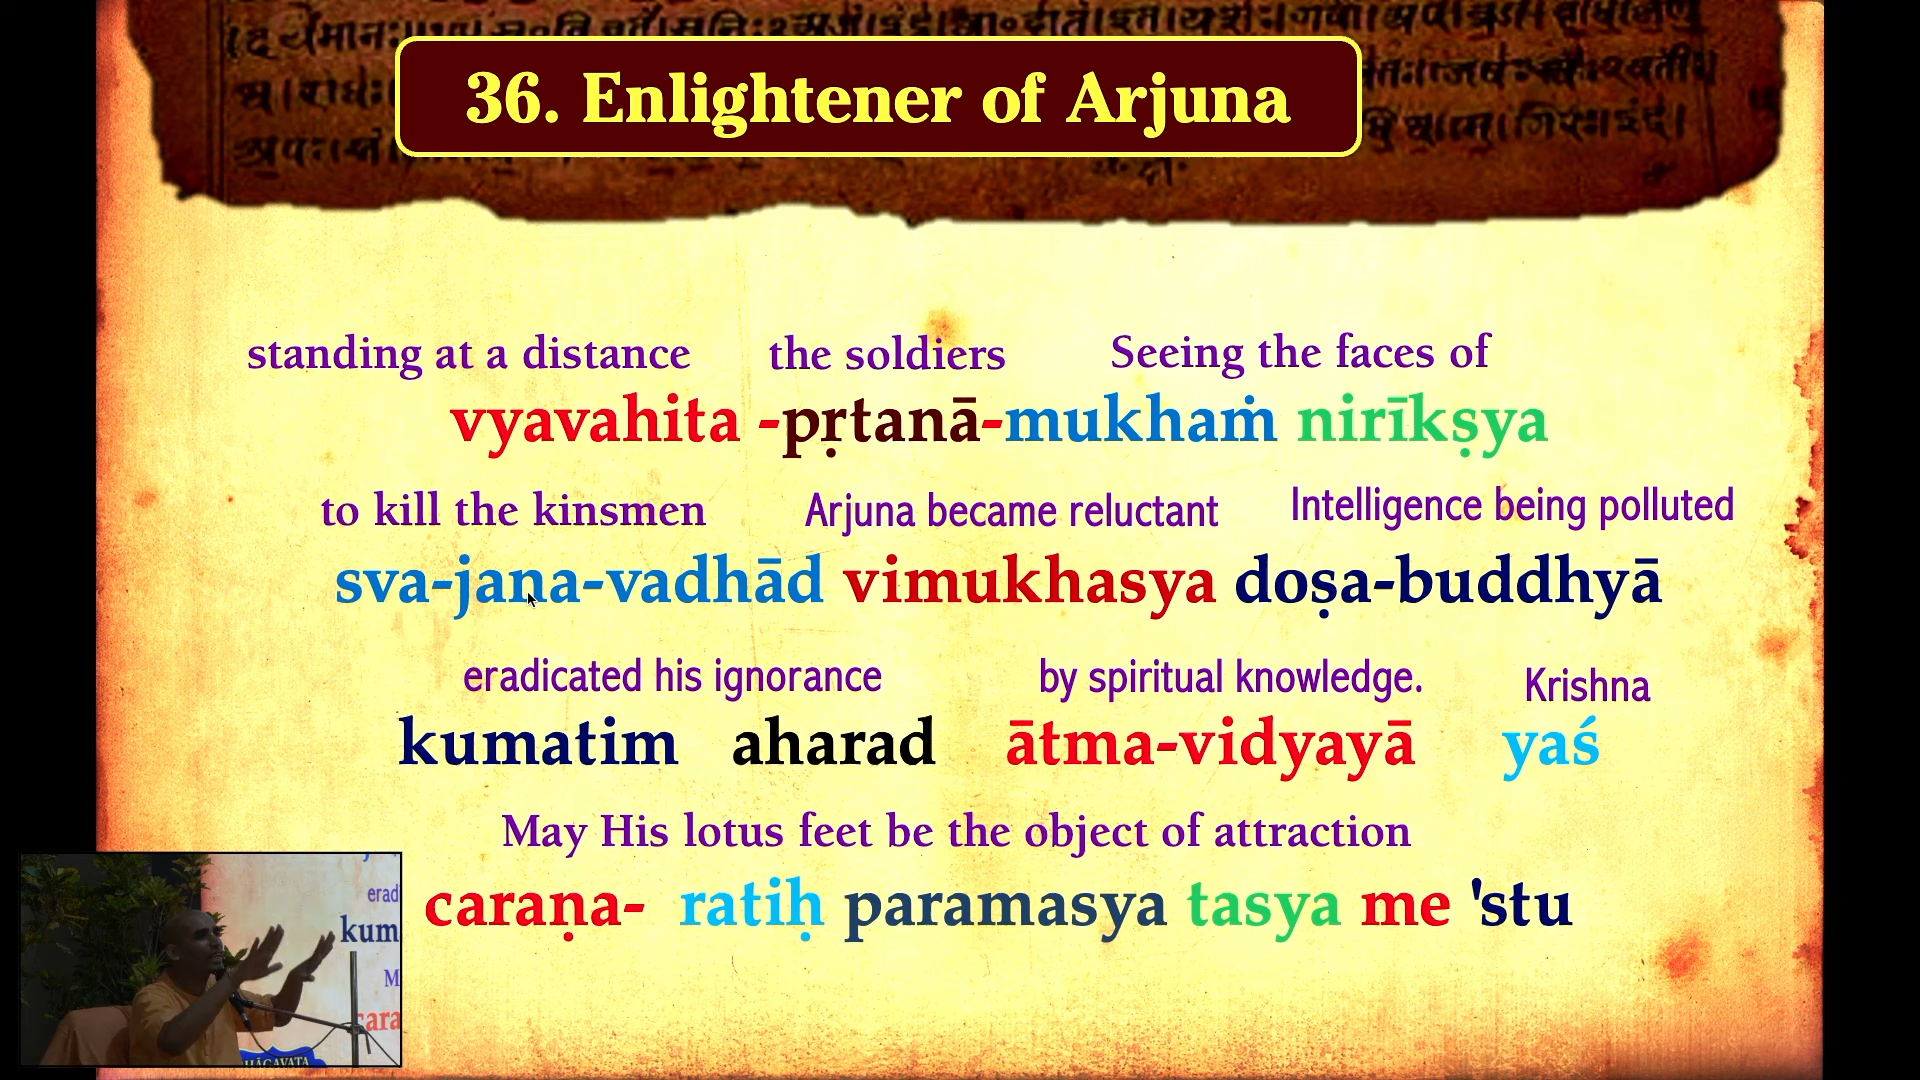 36. Enlightener of Arjuna
standing at a distance the soldiers Seeing the faces of
vyavahita -pṛtanā-mukhaṁ nirīkṣya
to kill the kinsmen Arjuna became reluctant Intelligence being polluted
sva-jana-vadhād vimukhasya doṣa-buddhyā
eradicated his ignorance by spiritual knowledge. Krishna
kumatim aharad ātma-vidyayā yaś
May His lotus feet be the object of attraction
caraṇa- ratiḥ paramasya tasya me 'stu
erad
kum
M
cara